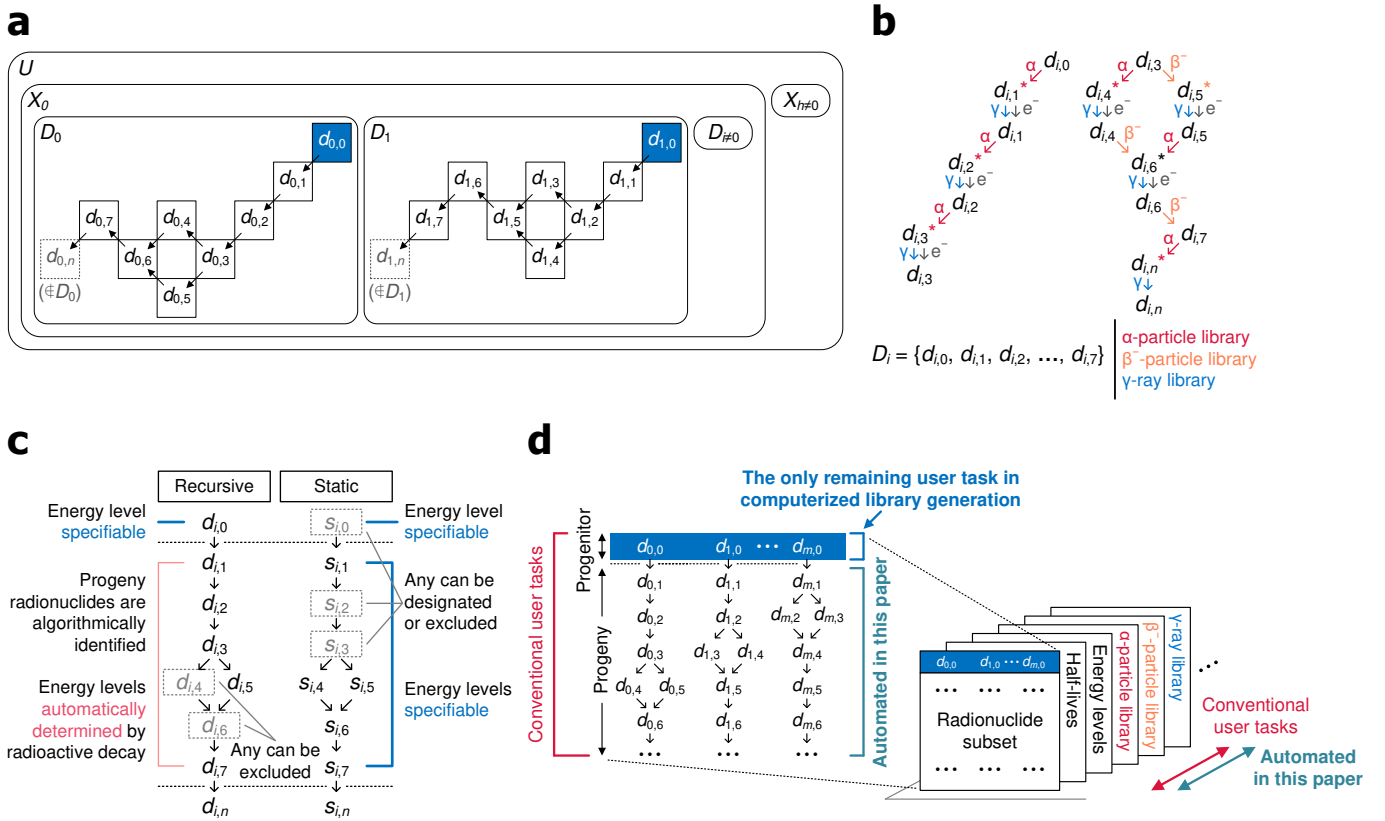 a
U
X0
Xh≠0
D0
d0,0
d0,1
d0,2
d0,7
d0,4
d0,n
d0,6
d0,3
(∉D0)
d0,5
D1
d1,0
d1,6
d1,3
d1,1
d1,7
d1,5
d1,2
d1,n
d1,4
(∉D1)
Di≠0
b
di,0
α
di,1*
γ e−
di,1
α
di,2*
γ e−
di,2
α
di,3*
γ e−
di,3
di,3
α β−
di,4* di,5*
γ e− γ e−
di,4 β− α di,5
di,6*
γ e−
di,6
β−
α di,7
di,n*
γ
di,n
Di = {di,0, di,1, di,2, ..., di,7}
α-particle library
β−-particle library
γ-ray library
c
Recursive
Static
Energy level
specifiable
di,0
si,0
Energy level
specifiable
Progeny
radionuclides are
algorithmically
identified
Energy levels
automatically
determined by
radioactive decay
di,1
di,2
di,3
di,4 di,5
di,6
di,7
di,n
Any can be
excluded
si,1
si,2
si,3
si,4 si,5
si,6
si,7
si,n
Any can be
designated
or excluded
Energy levels
specifiable
d
The only remaining user task in
computerized library generation
Conventional user tasks
Progenitor
Progeny
d0,0 d1,0 ••• dm,0
d0,1 d1,1 dm,1
d0,2 d1,2 dm,2 dm,3
d0,3 d1,3 d1,4 dm,4
d0,4 d0,5 d1,5 dm,5
d0,6 d1,6 dm,6
••• ••• •••
Automated in this paper
d0,0 d1,0 ••• dm,0
••• •••
Radionuclide
subset
••• •••
Half-lives
Energy levels
α-particle library
β−-particle library
γ-ray library
•••
Conventional
user tasks
Automated
in this paper